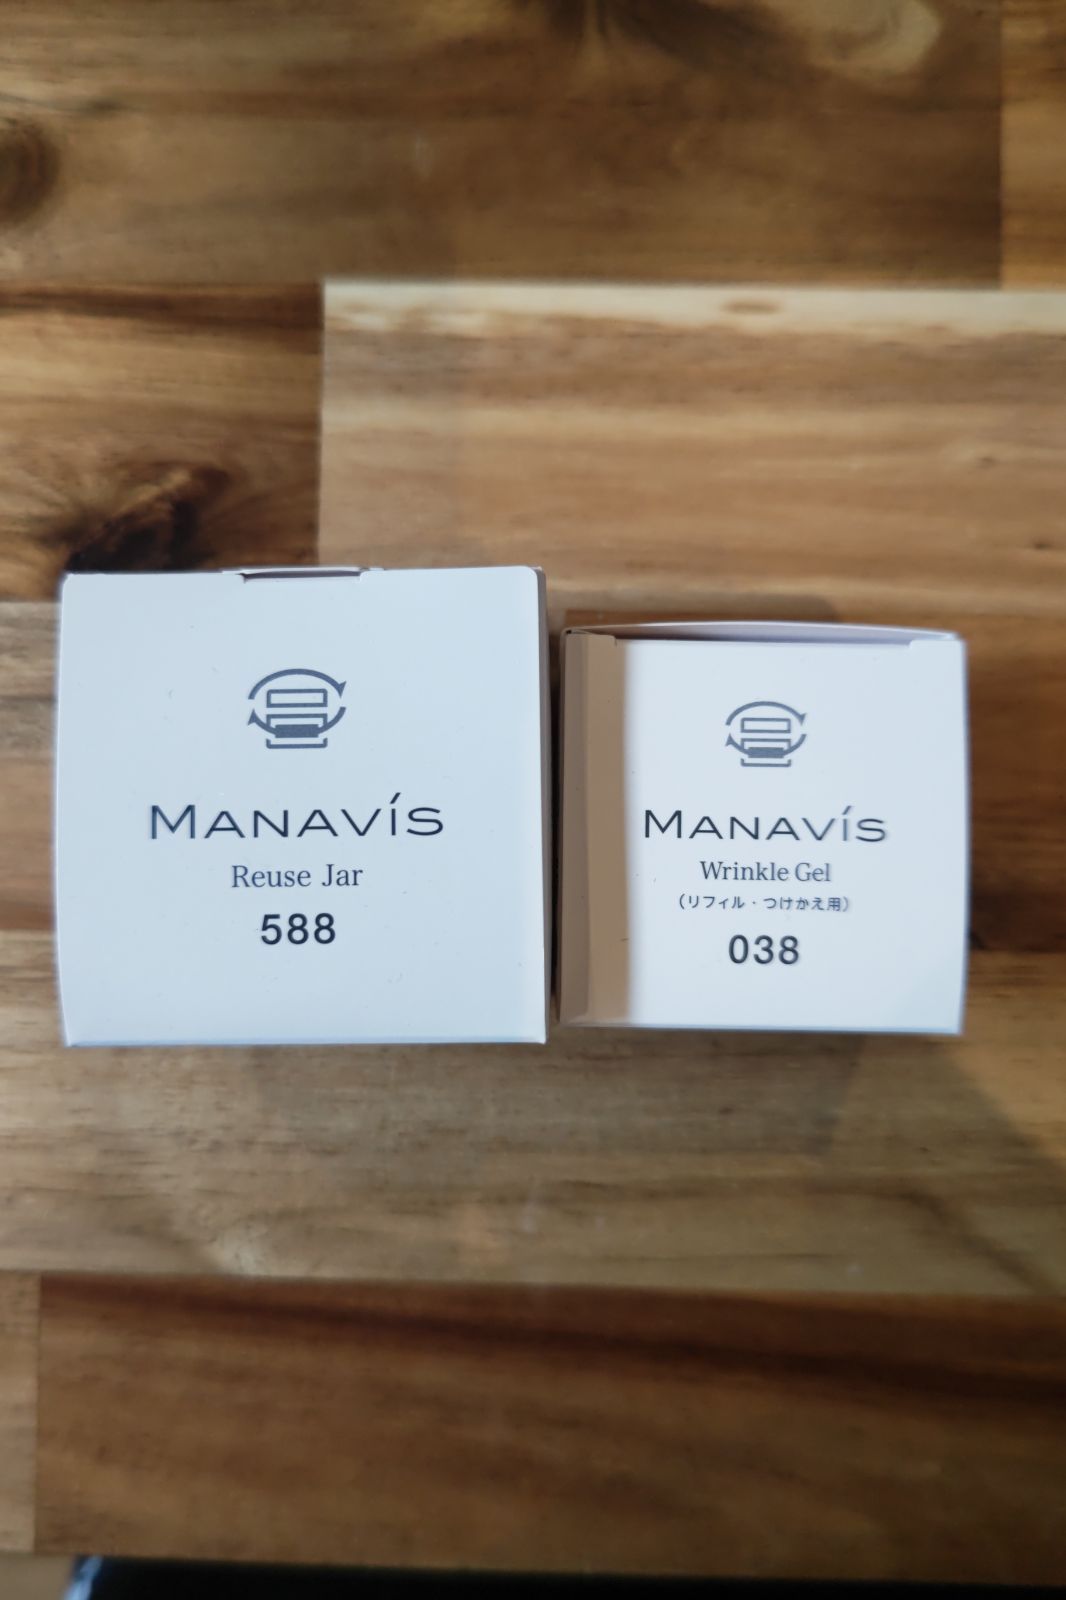 MANAVÍS
Reuse Jar
588
MANAVÍS
Wrinkle Gel
(リフィル・つけかえ用)
038